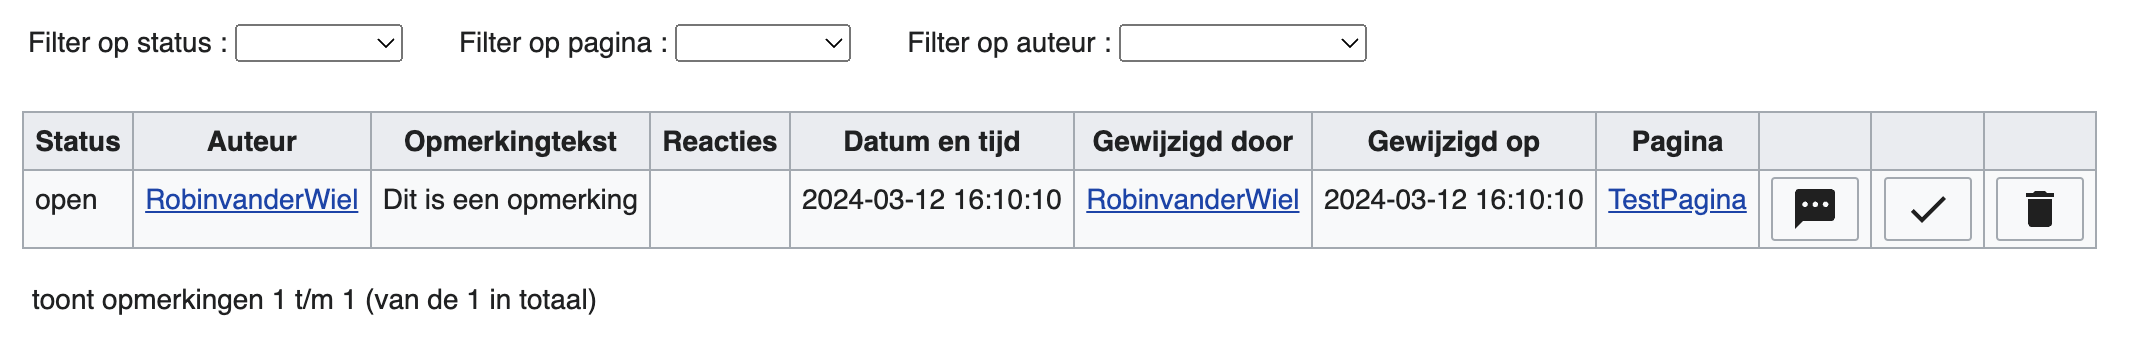 Filter op status : Filter op pagina : Filter op auteur :
Status Auteur Opmerkingtekst Reacties Datum en tijd Gewijzigd door Gewijzigd op Pagina
open RobinvanderWiel Dit is een opmerking 2024-03-12 16:10:10 RobinvanderWiel 2024-03-12 16:10:10 TestPagina
toont opmerkingen 1 t/m 1 (van de 1 in totaal)